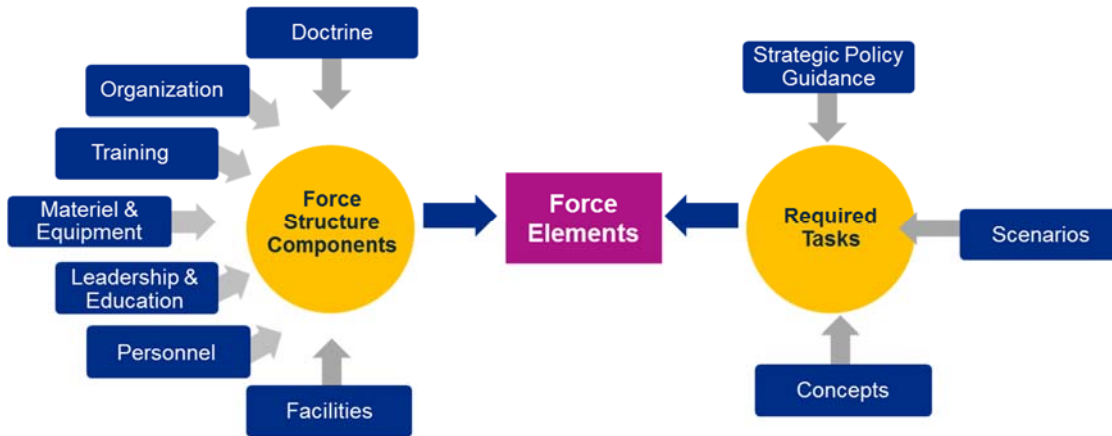 Doctrine
Organization
Training
Materiel &
Equipment
Leadership &
Education
Personnel
Facilities
Force
Structure
Components
Force
Elements
Strategic Policy
Guidance
Required
Tasks
Scenarios
Concepts